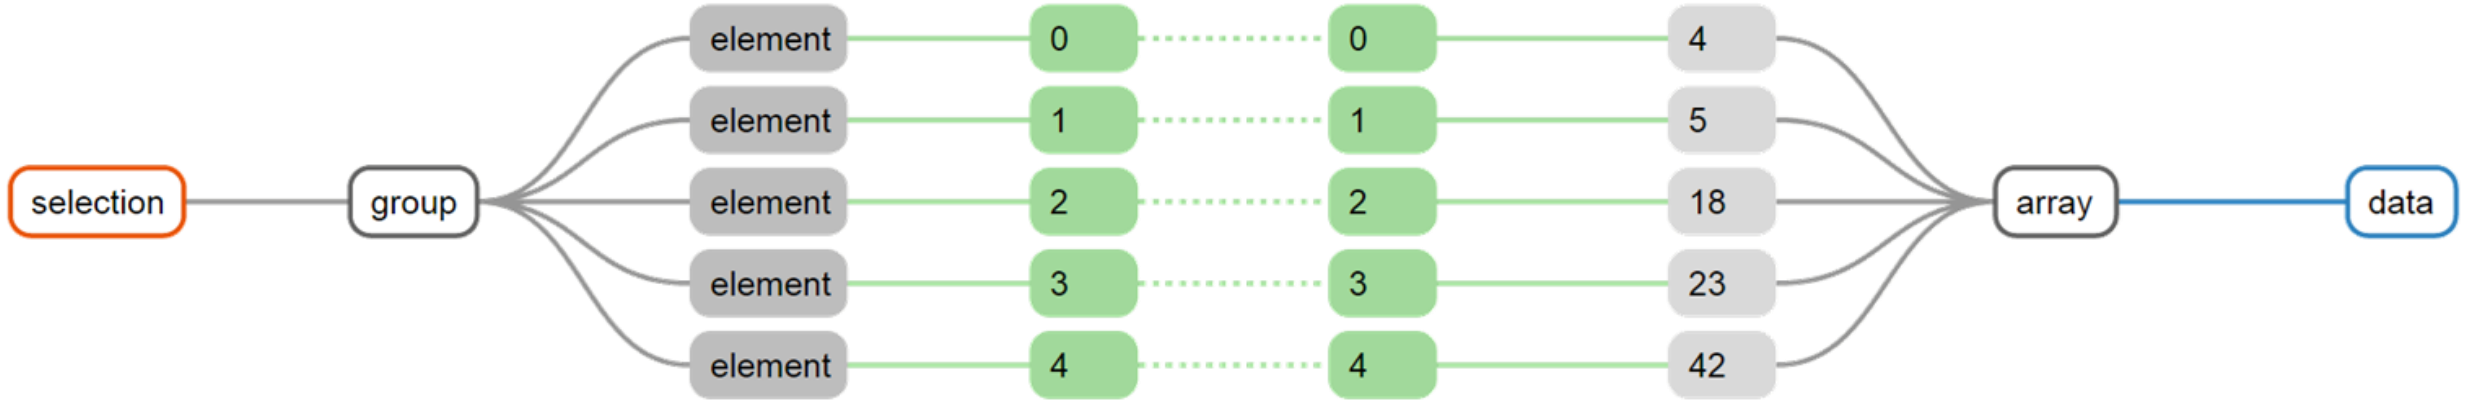 element 0 0 4
element 1 1 5
selection group element 2 2 18 array data
element 3 3 23
element 4 4 42